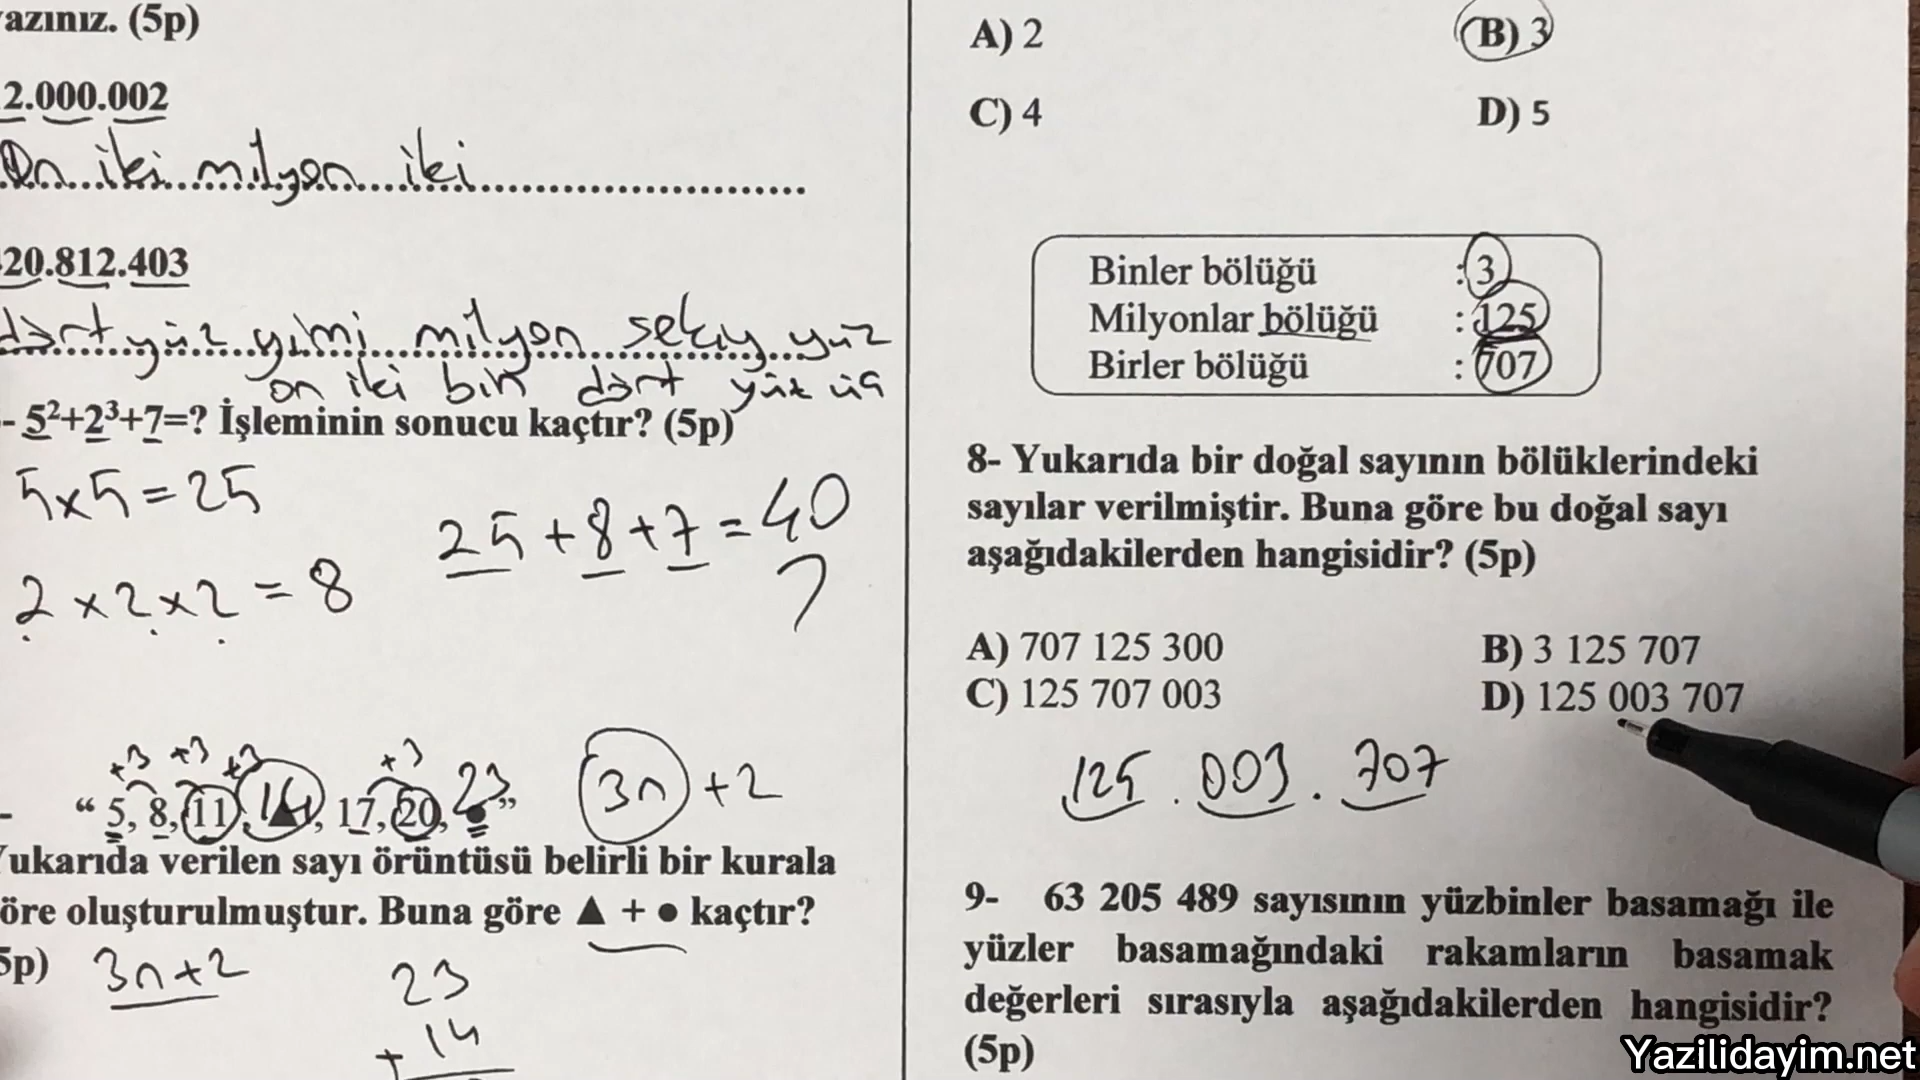 yazınız. (5p)
2.000.002
On iki milyon iki
20.812.403
dört yüz yirmi milyon sekiz yüz
on iki bin dört yüz üç
- 5²+2³+7=? İşleminin sonucu kaçtır? (5p)
5x5=25
25+8+7=40
2x2x2=8
+3 +3 +3 +3
“ 5, 8, 11, 14, 17, 20, 23 ” 3n+2
Yukarıda verilen sayı örüntüsü belirli bir kurala
göre oluşturulmuştur. Buna göre ▲ + ● kaçtır?
5p) 3n+2
23
+ 14
A) 2 B) 3
C) 4 D) 5
Binler bölüğü : 3
Milyonlar bölüğü : 125
Birler bölüğü : 707
8- Yukarıda bir doğal sayının bölüklerindeki
sayılar verilmiştir. Buna göre bu doğal sayı
aşağıdakilerden hangisidir? (5p)
A) 707 125 300 B) 3 125 707
C) 125 707 003 D) 125 003 707
125 . 003 . 707
9- 63 205 489 sayısının yüzbinler basamağı ile
yüzler basamağındaki rakamların basamak
değerleri sırasıyla aşağıdakilerden hangisidir?
(5p)
Yazilidayim.net